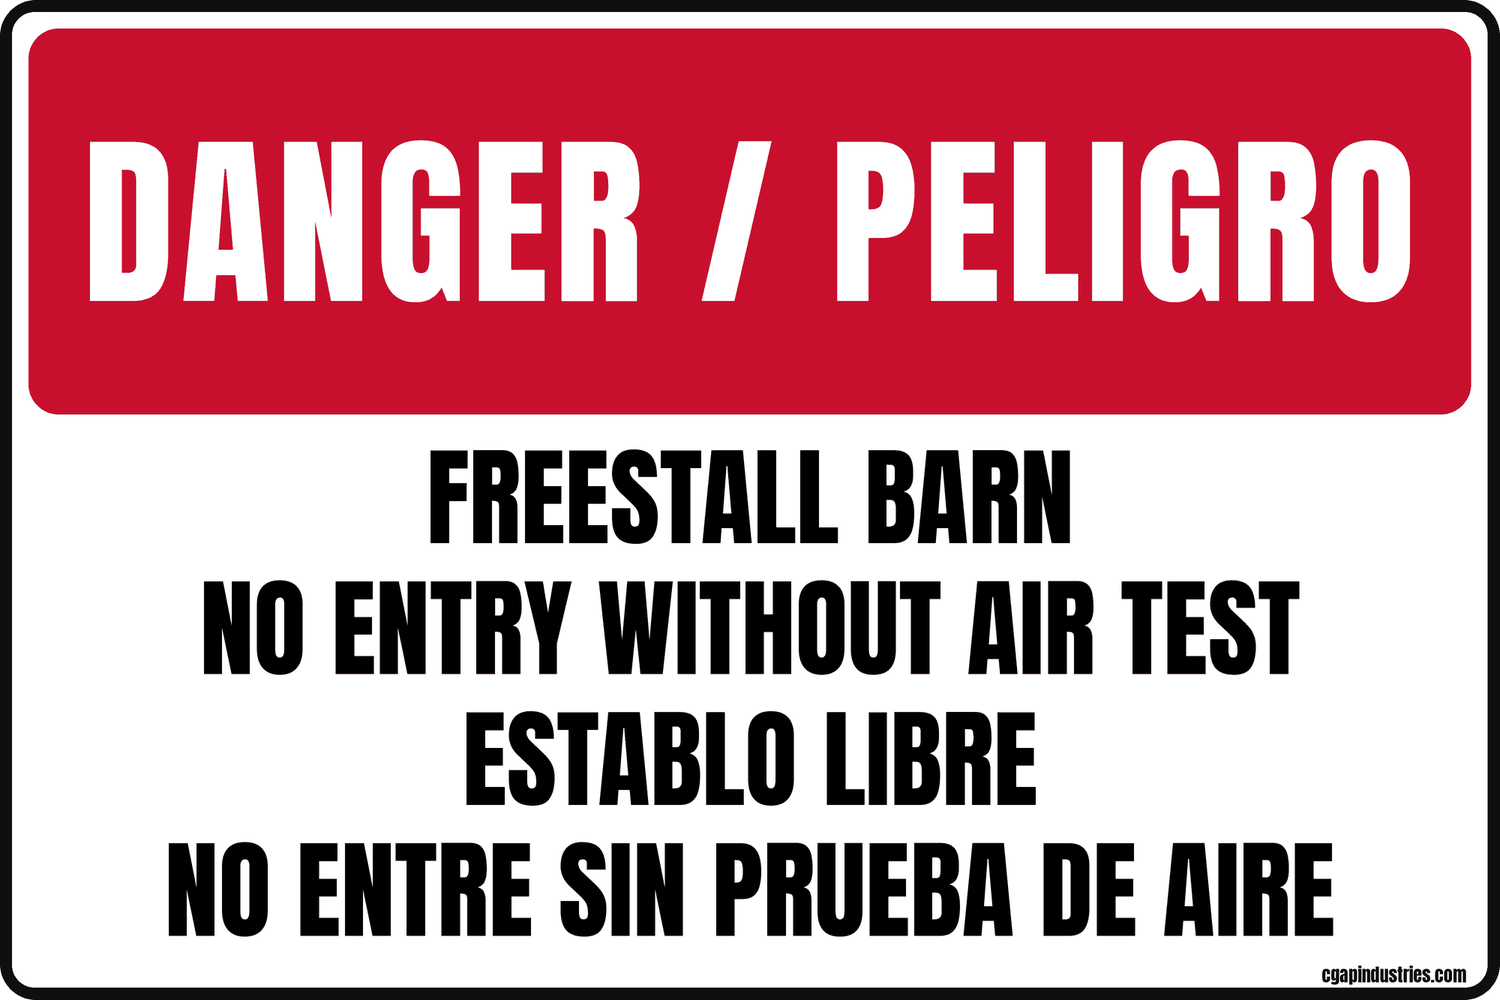 DANGER / PELIGRO
FREESTALL BARN
NO ENTRY WITHOUT AIR TEST
ESTABLO LIBRE
NO ENTRE SIN PRUEBA DE AIRE
cgapindustries.com